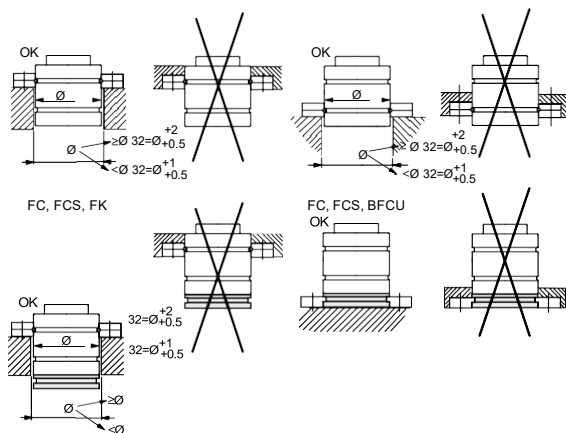 OK
Ø
Ø
≥Ø 32=Ø+2 +0.5
<Ø 32=Ø+1 +0.5
OK
Ø
Ø
≥ Ø 32=Ø+2 +0.5
<Ø 32=Ø+1 +0.5
FC, FCS, FK
FC, FCS, BFCU
OK
OK
Ø
32=Ø+2 +0.5
32=Ø+1 +0.5
Ø
≥Ø
<Ø